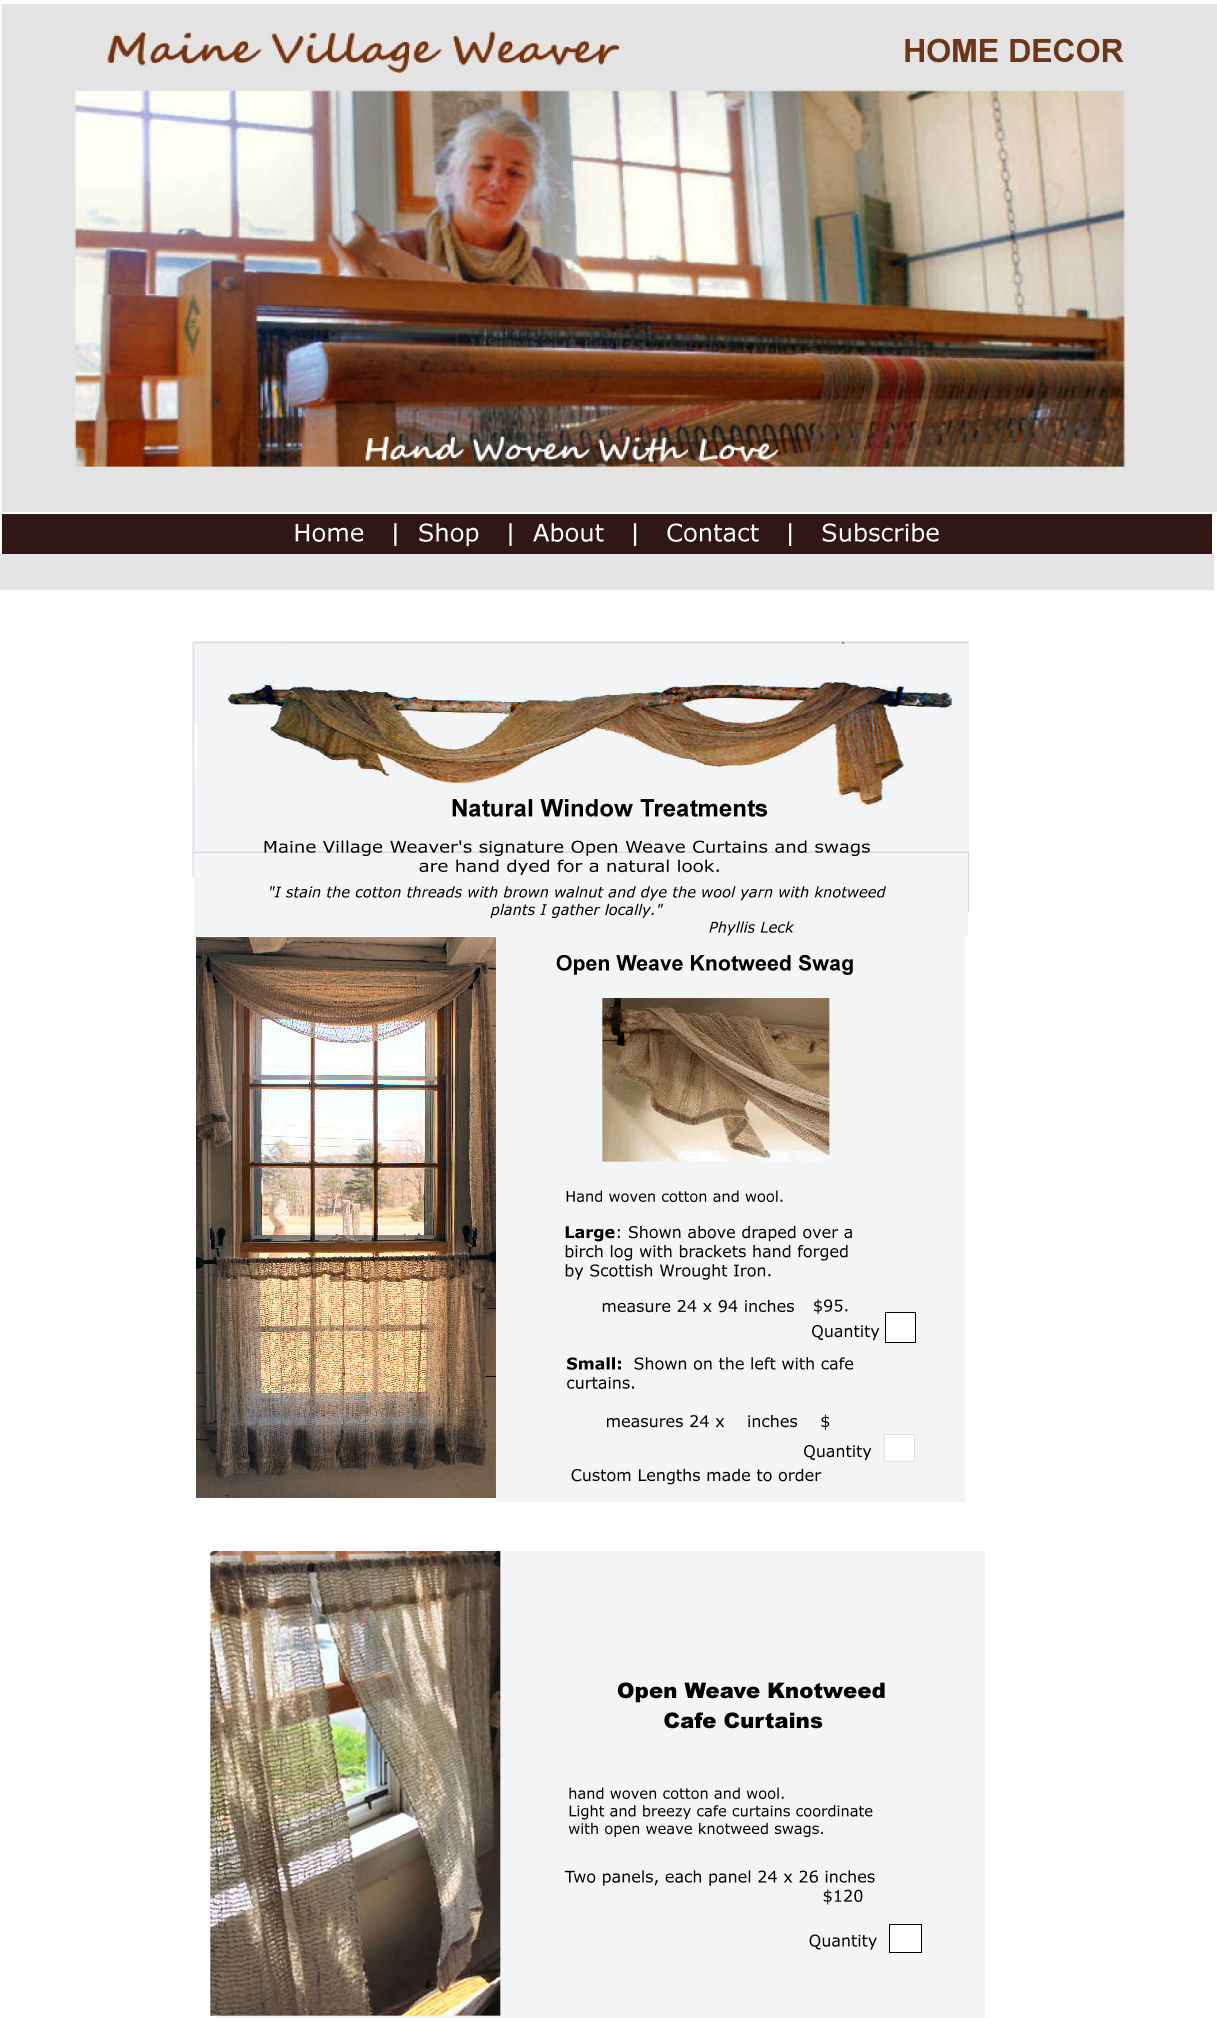 Maine Village Weaver
HOME DECOR
Hand Woven With Love
Home | Shop | About | Contact | Subscribe
Natural Window Treatments
Maine Village Weaver's signature Open Weave Curtains and swags
are hand dyed for a natural look.
"I stain the cotton threads with brown walnut and dye the wool yarn with knotweed
plants I gather locally."
Phyllis Leck
Open Weave Knotweed Swag
Hand woven cotton and wool.
Large: Shown above draped over a
birch log with brackets hand forged
by Scottish Wrought Iron.
measure 24 x 94 inches $95.
Quantity
Small: Shown on the left with cafe
curtains.
measures 24 x inches $
Quantity
Custom Lengths made to order
Open Weave Knotweed
Cafe Curtains
hand woven cotton and wool.
Light and breezy cafe curtains coordinate
with open weave knotweed swags.
Two panels, each panel 24 x 26 inches
$120
Quantity